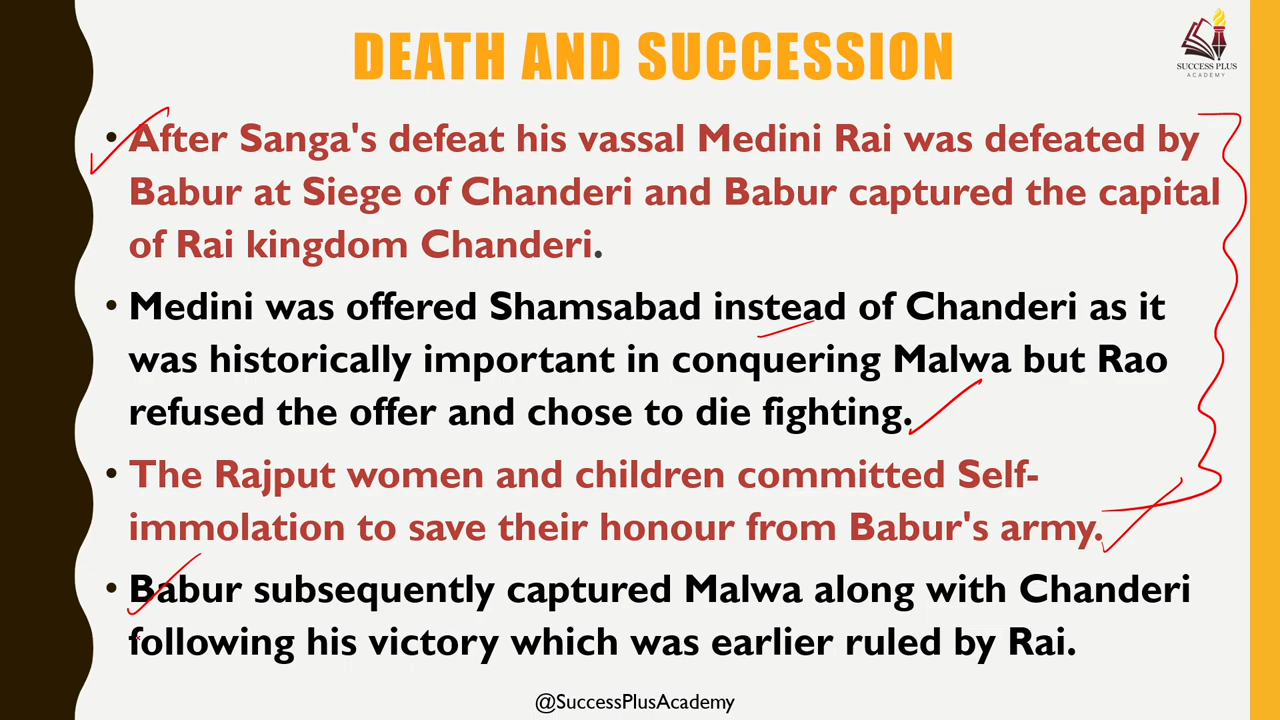 DEATH AND SUCCESSION
SUCCESS PLUS
ACADEMY
• After Sanga's defeat his vassal Medini Rai was defeated by
Babur at Siege of Chanderi and Babur captured the capital
of Rai kingdom Chanderi.
• Medini was offered Shamsabad instead of Chanderi as it
was historically important in conquering Malwa but Rao
refused the offer and chose to die fighting.
• The Rajput women and children committed Self-
immolation to save their honour from Babur's army.
• Babur subsequently captured Malwa along with Chanderi
following his victory which was earlier ruled by Rai.
@SuccessPlusAcademy